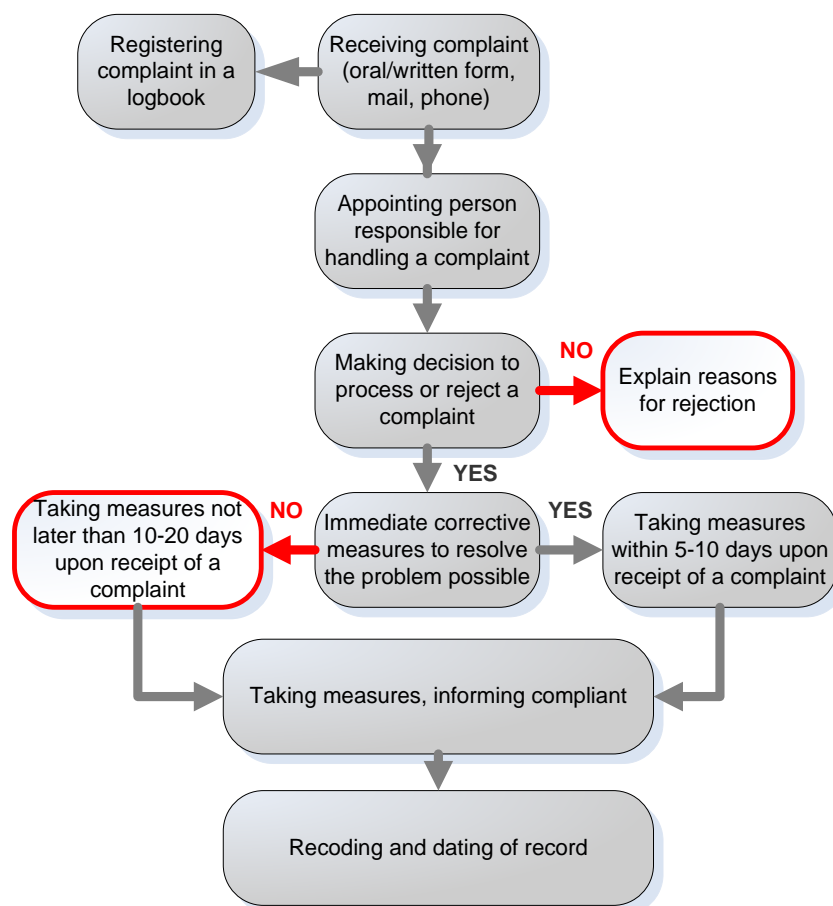 Registering
complaint in a
logbook
Receiving complaint
(oral/written form,
mail, phone)
Appointing person
responsible for
handling a complaint
Making decision to
process or reject a
complaint
NO
Explain reasons
for rejection
YES
Taking measures not
later than 10-20 days
upon receipt of a
complaint
NO
Immediate corrective
measures to resolve
the problem possible
YES
Taking measures
within 5-10 days upon
receipt of a complaint
Taking measures, informing compliant
Recoding and dating of record